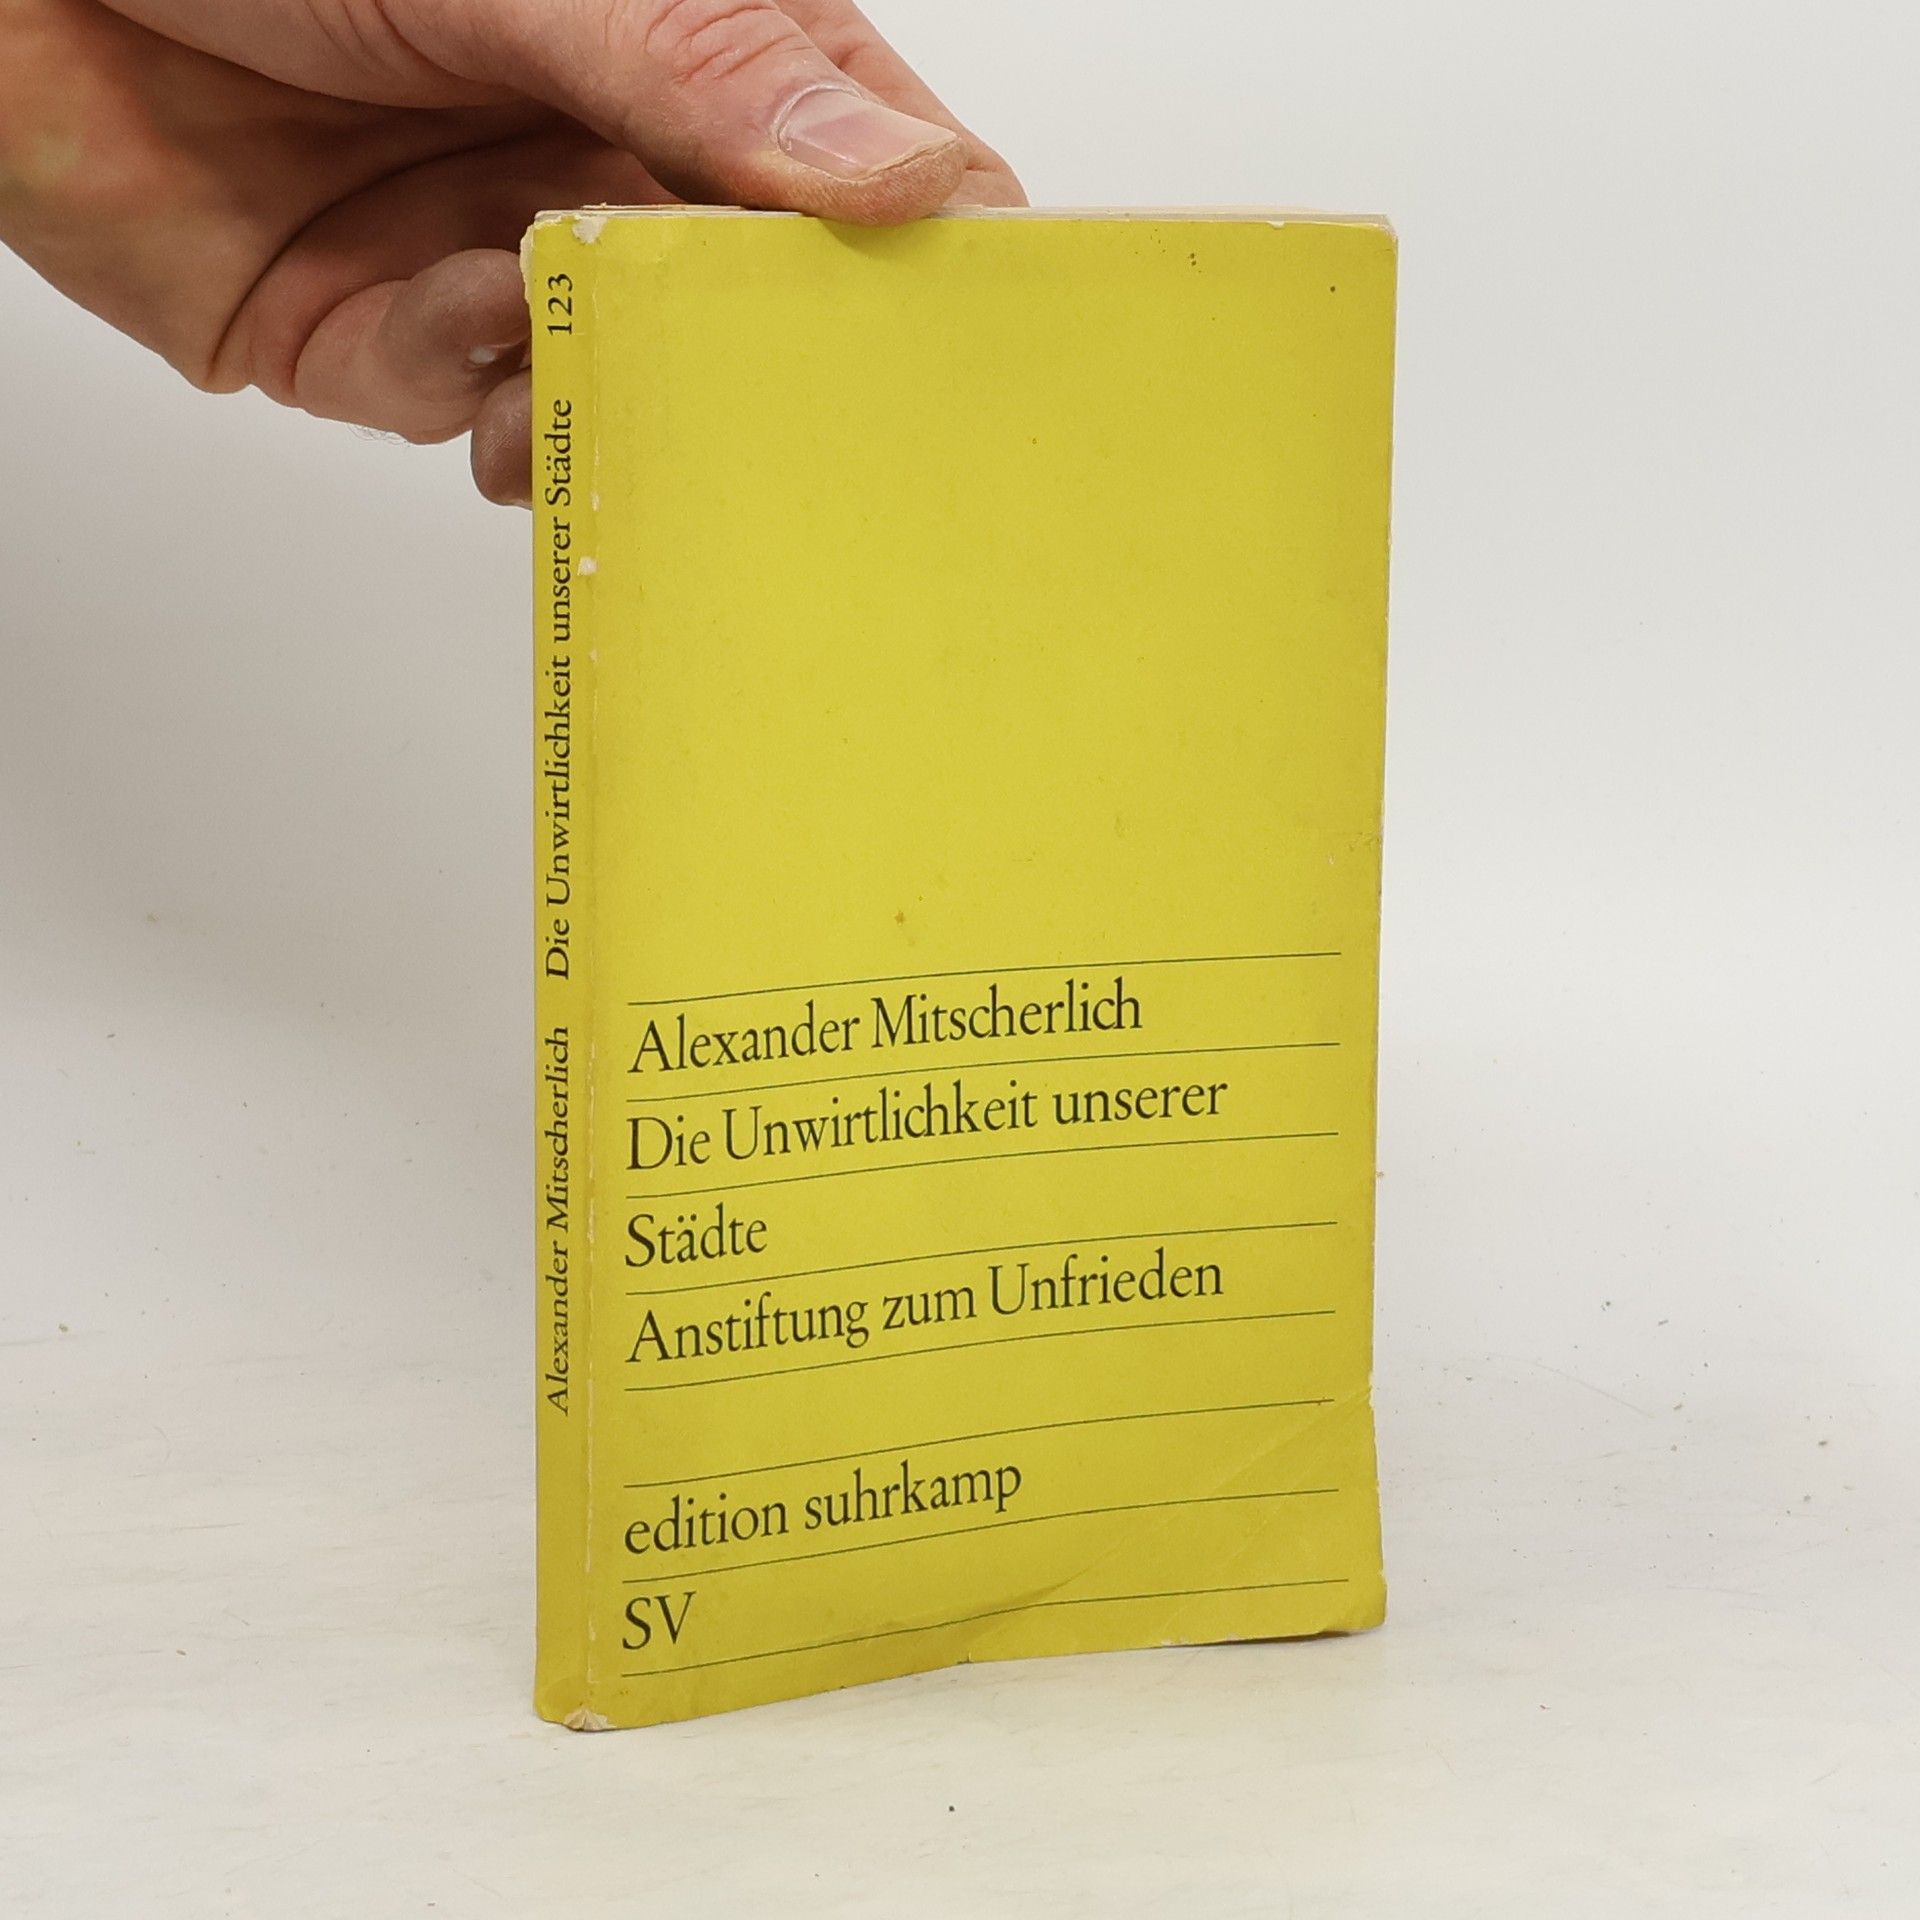 Alexander Mitscherlich Die Unwirtlichkeit unserer Städte 123
Alexander Mitscherlich
Die Unwirtlichkeit unserer
Städte
Anstiftung zum Unfrieden
edition suhrkamp
SV